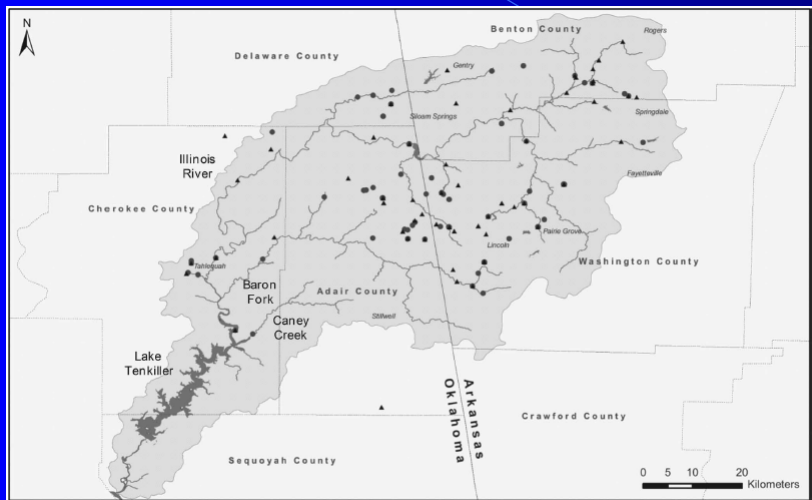 N
Benton County
Rogers
Delaware County
Gentry
Siloam Springs
Springdale
Illinois
River
Fayetteville
Cherokee County
Lincoln
Pairie Grove
Tahlequah
Washington County
Baron
Fork
Adair County
Caney
Creek
Stilwell
Lake
Tenkiller
Arkansas
Oklahoma
Crawford County
Sequoyah County
0 5 10 20
Kilometers